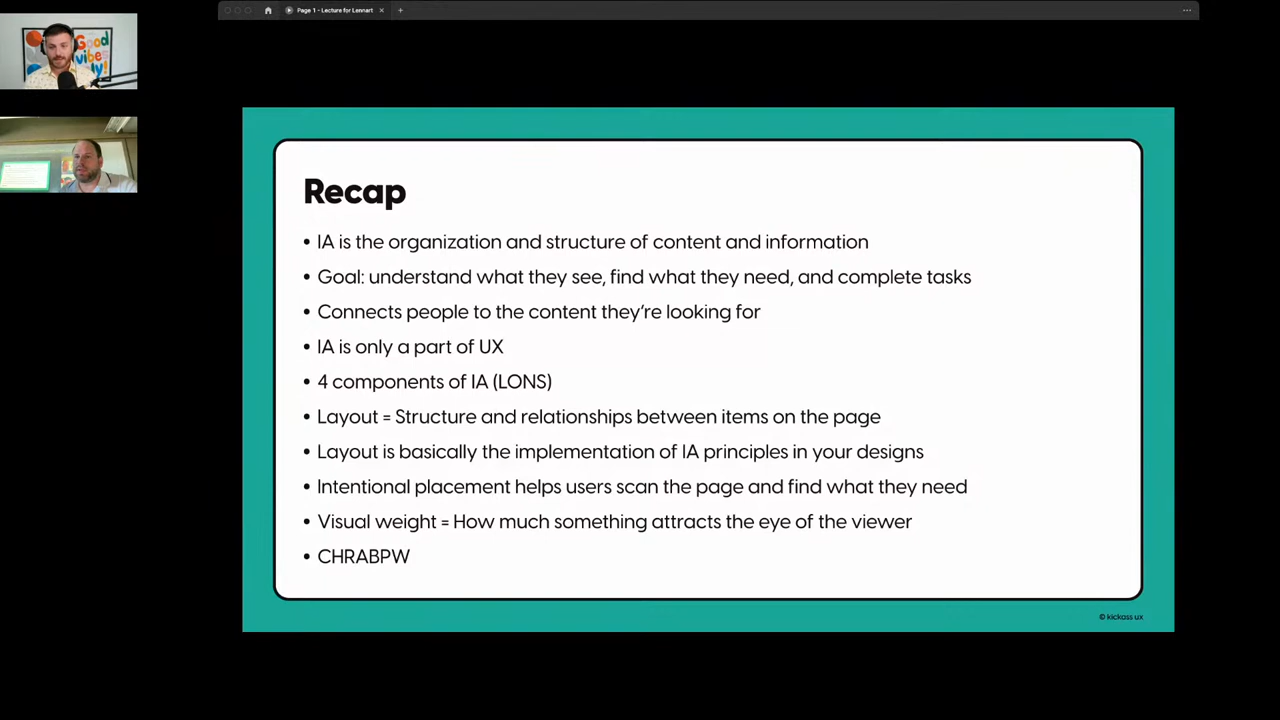 Page 1 - Lecture for Lennart
Good
vibe
Recap
• IA is the organization and structure of content and information
• Goal: understand what they see, find what they need, and complete tasks
• Connects people to the content they're looking for
• IA is only a part of UX
• 4 components of IA (LONS)
• Layout = Structure and relationships between items on the page
• Layout is basically the implementation of IA principles in your designs
• Intentional placement helps users scan the page and find what they need
• Visual weight = How much something attracts the eye of the viewer
• CHRABPW
© kickass ux